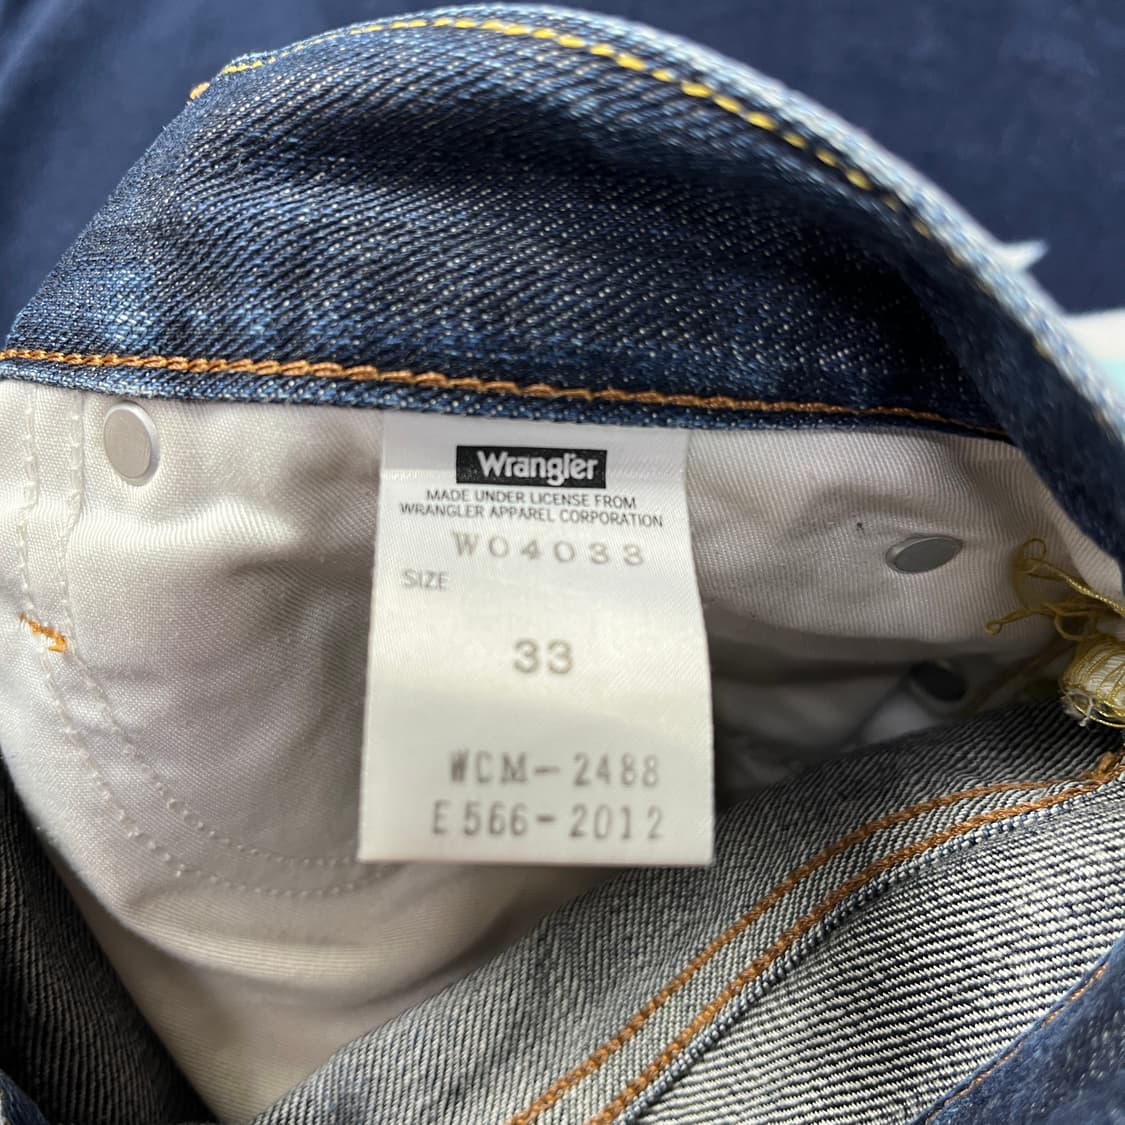 Wrangler
MADE UNDER LICENSE FROM
WRANGLER APPAREL CORPORATION
W04033
SIZE
33
WCM-2488
E566-2012